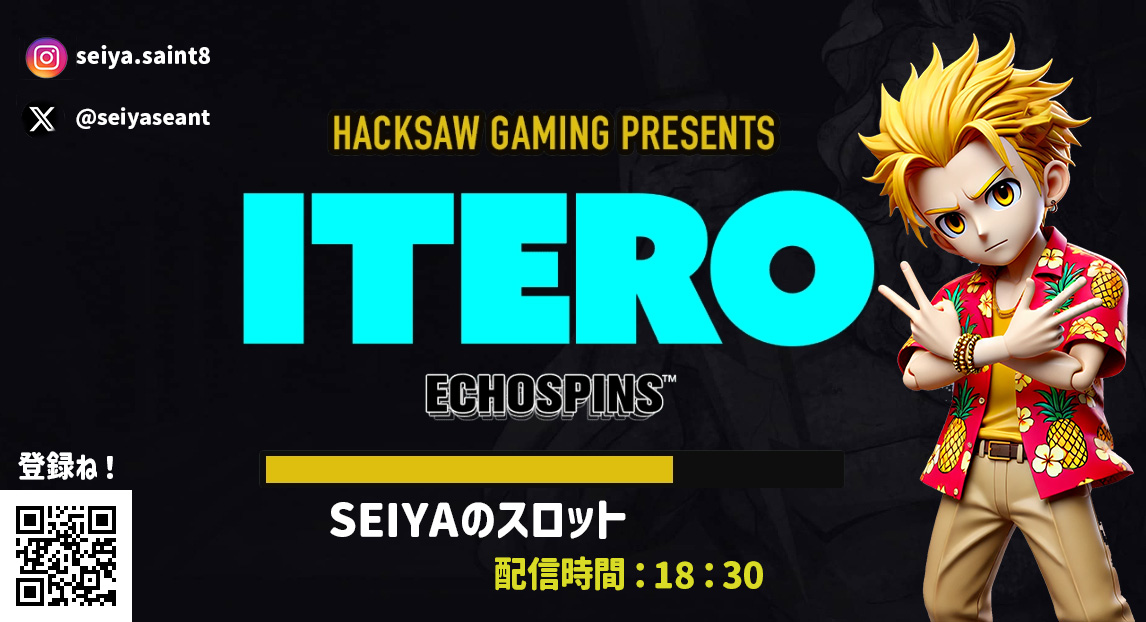 seiya.saint8
@seiyaseant
HACKSAW GAMING PRESENTS
ITERO
ECHOSPINS™
登録ね!
SEIYAのスロット
配信時間:18:30